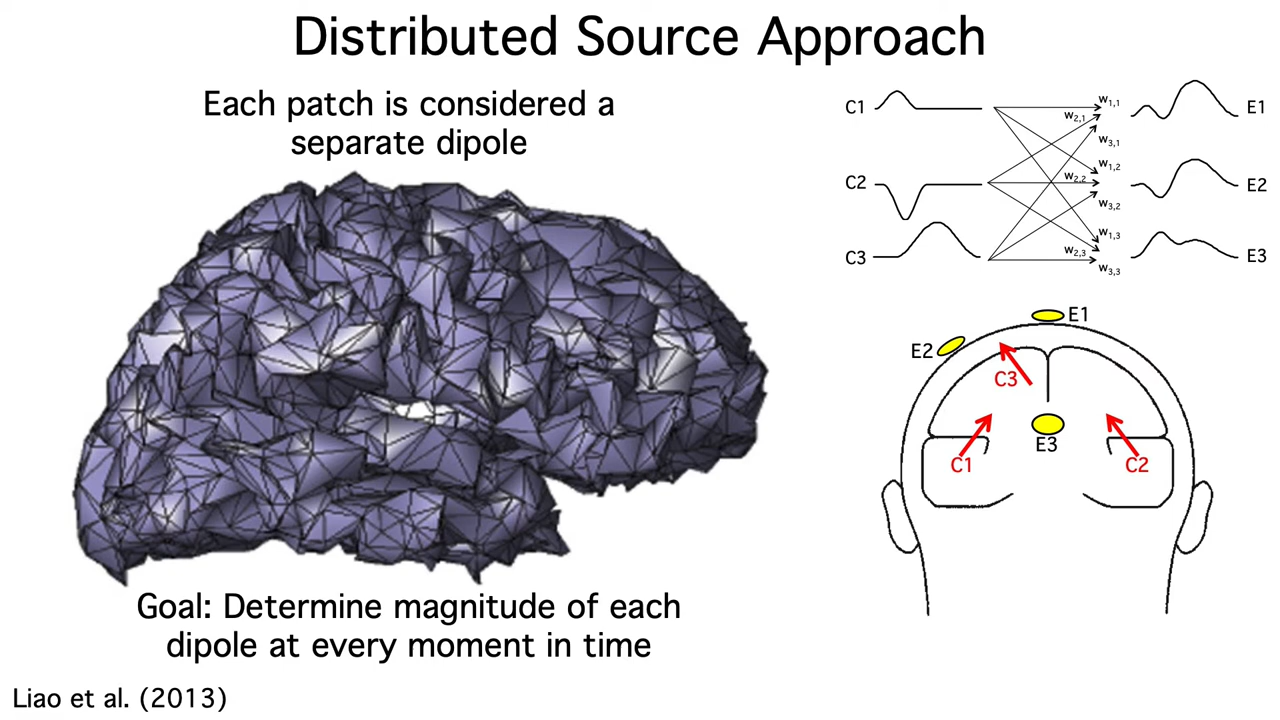 Distributed Source Approach
Each patch is considered a
separate dipole
Goal: Determine magnitude of each
dipole at every moment in time
Liao et al. (2013)
C1
C2
C3
w1,1
w2,1
w3,1
w1,2
w2,2
w3,2
w1,3
w2,3
w3,3
E1
E2
E3
E1
E2
C3
E3
C1
C2